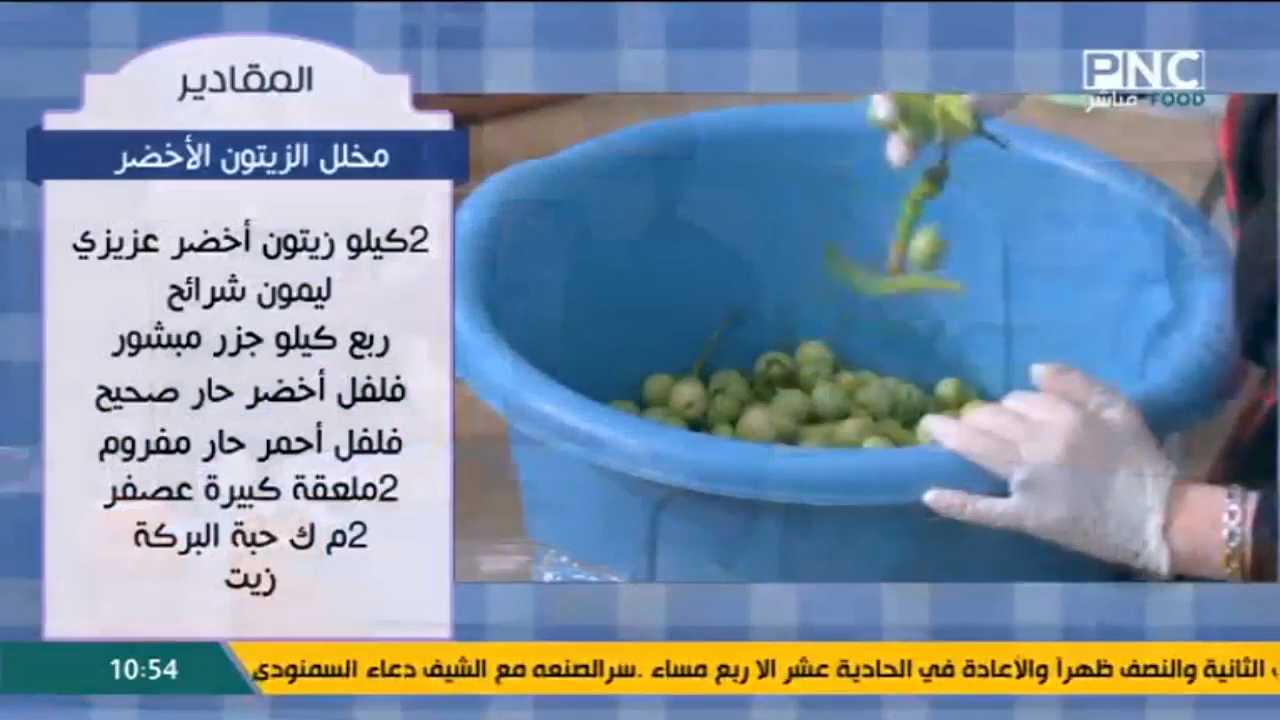 المقادير
مخلل الزيتون الأخضر
2كيلو زيتون أخضر عزيزي
ليمون شرائح
ربع كيلو جزر مبشور
فلفل أخضر حار صحيح
فلفل أحمر حار مفروم
2ملعقة كبيرة عصفر
2م ك حبة البركة
زيت
PNC
مباشر FOOD
الثانية والنصف ظهراً والأعادة في الحادية عشر الا ربع مساء .سرالصنعه مع الشيف دعاء السمنودي
10:54